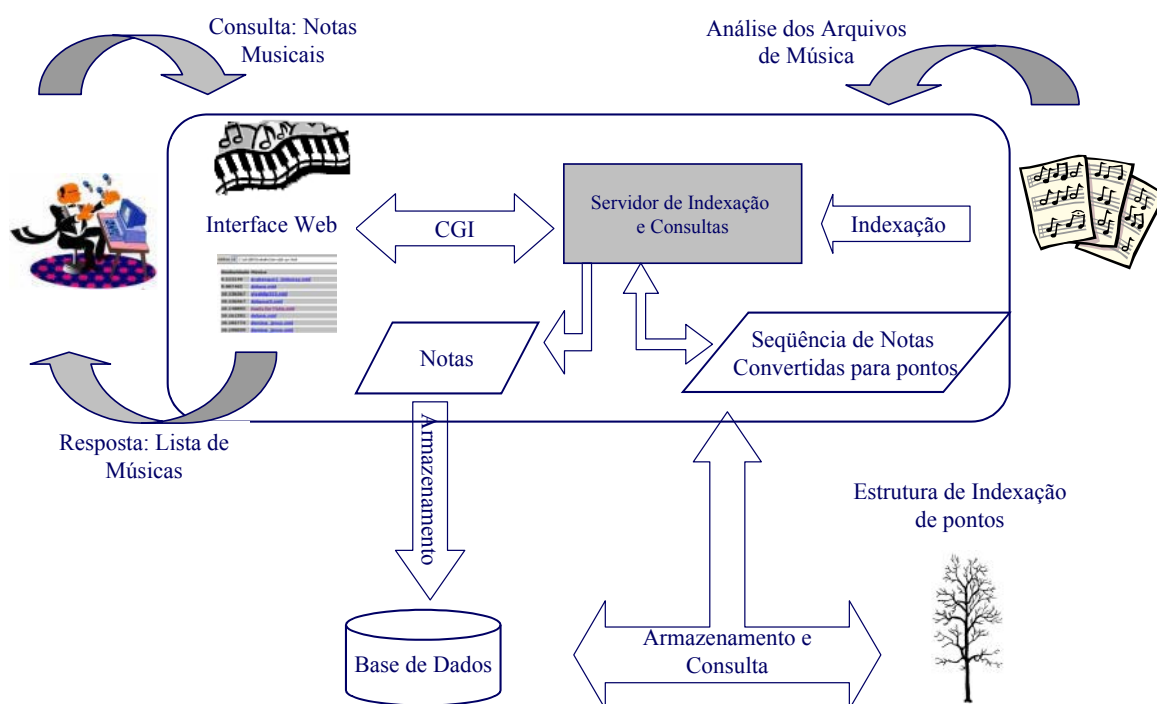 Consulta: Notas
Musicais
Análise dos Arquivos
de Música
Interface Web
CGI
Servidor de Indexação
e Consultas
Indexação
Notas
Seqüência de Notas
Convertidas para pontos
Resposta: Lista de
Músicas
Armazenamento
Estrutura de Indexação
de pontos
Base de Dados
Armazenamento e
Consulta